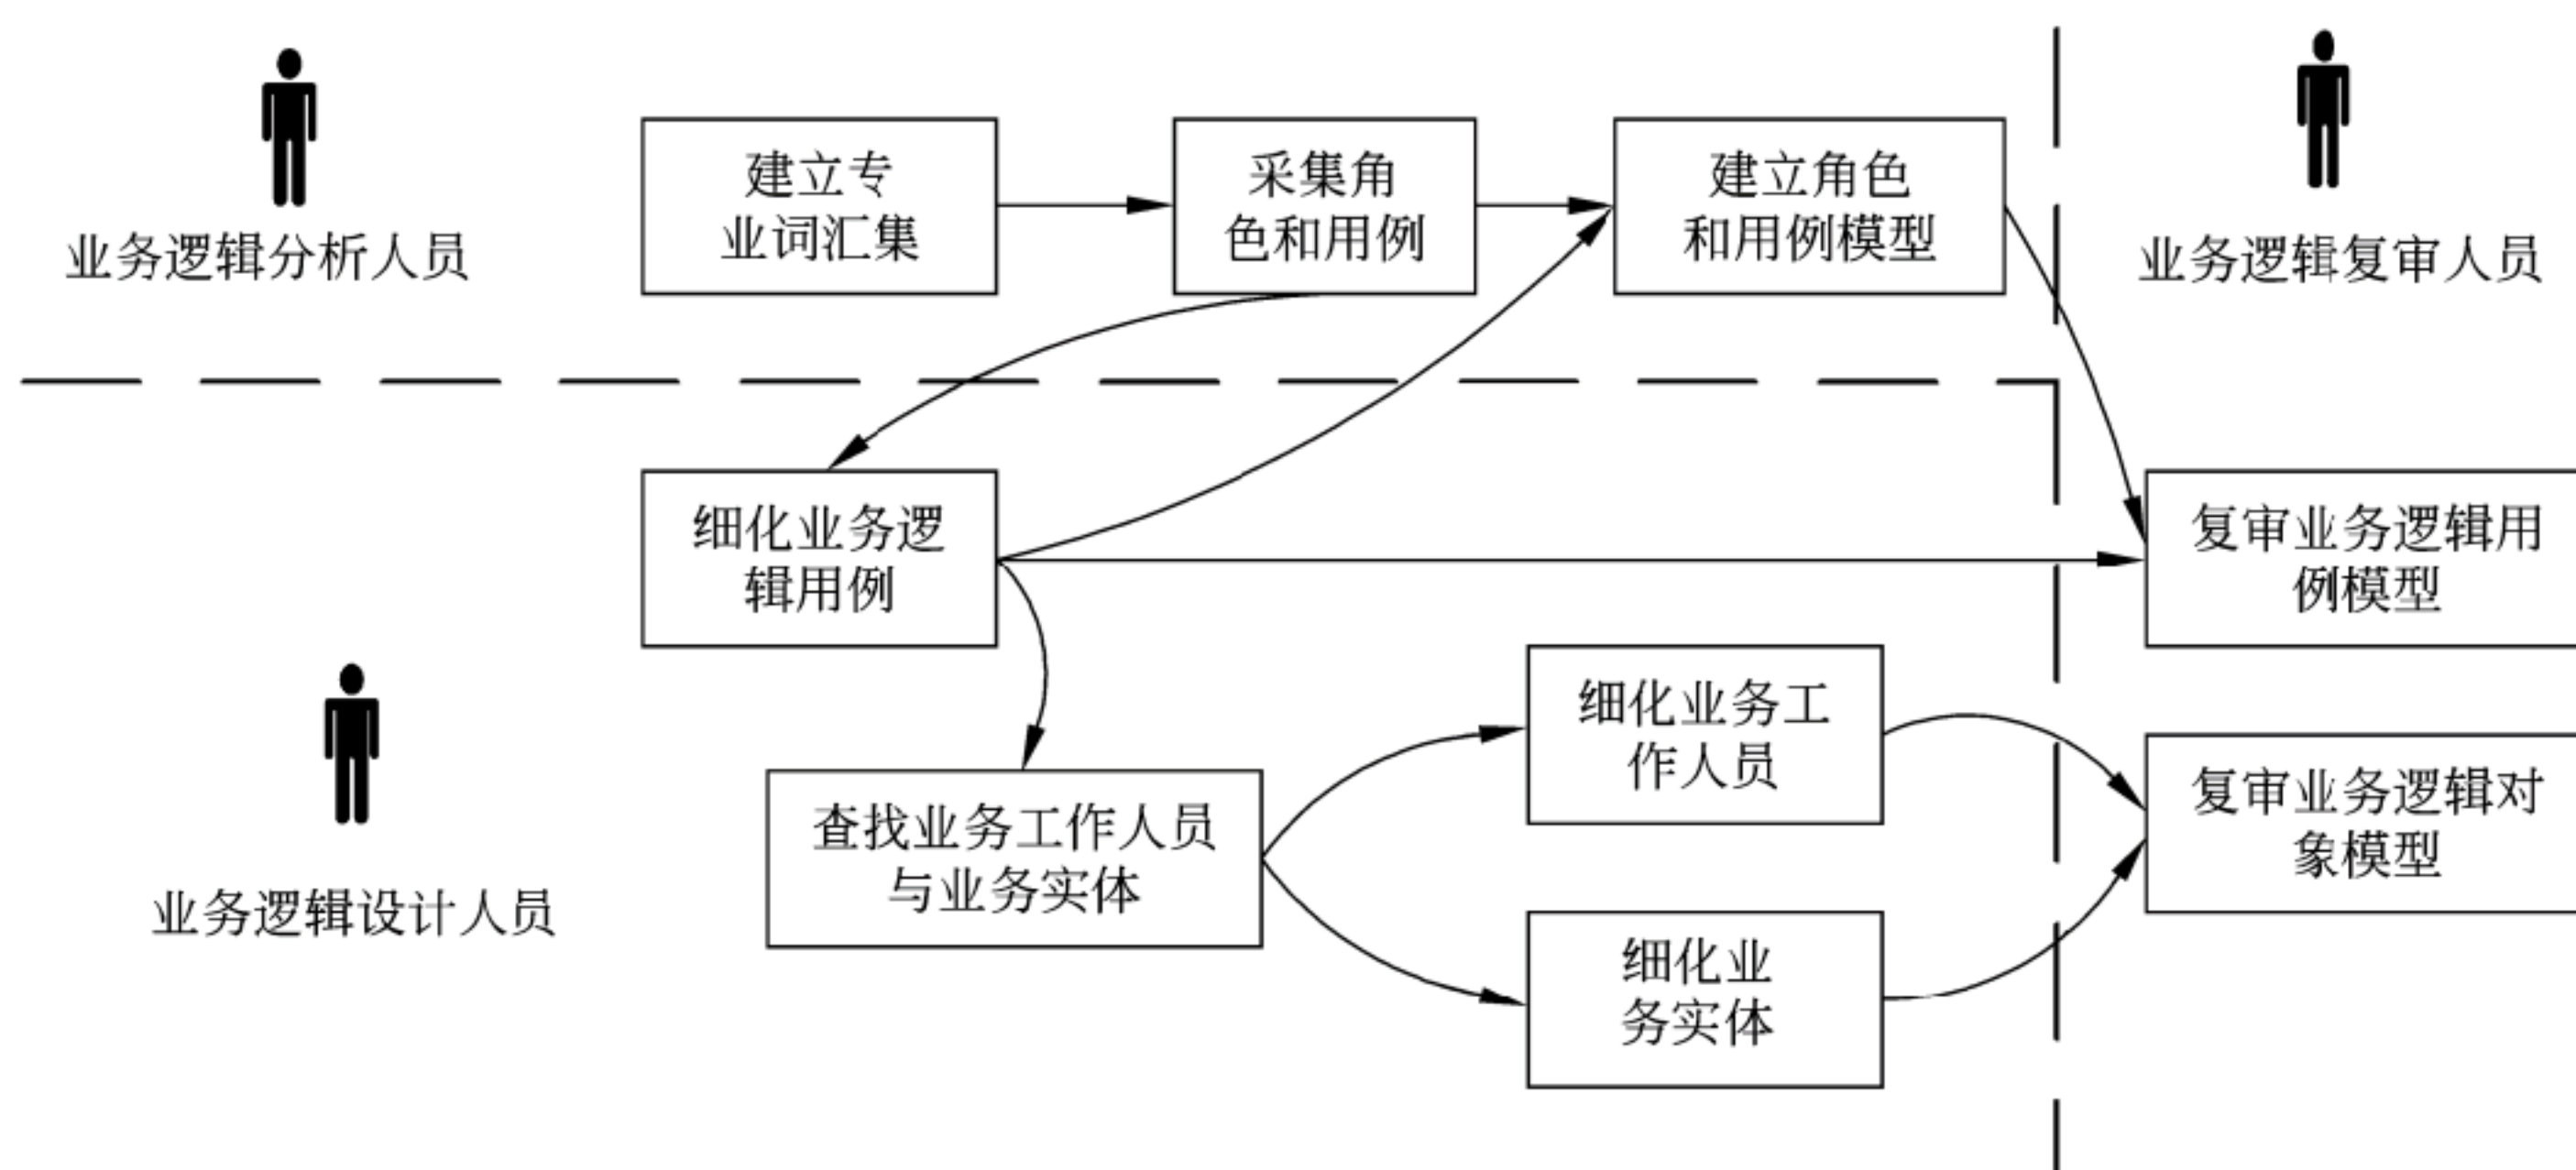 业务逻辑分析人员
建立专
业词汇集
采集角
色和用例
建立角色
和用例模型
业务逻辑复审人员
细化业务逻
辑用例
复审业务逻辑用
例模型
业务逻辑设计人员
查找业务工作人员
与业务实体
细化业务工
作人员
细化业
务实体
复审业务逻辑对
象模型